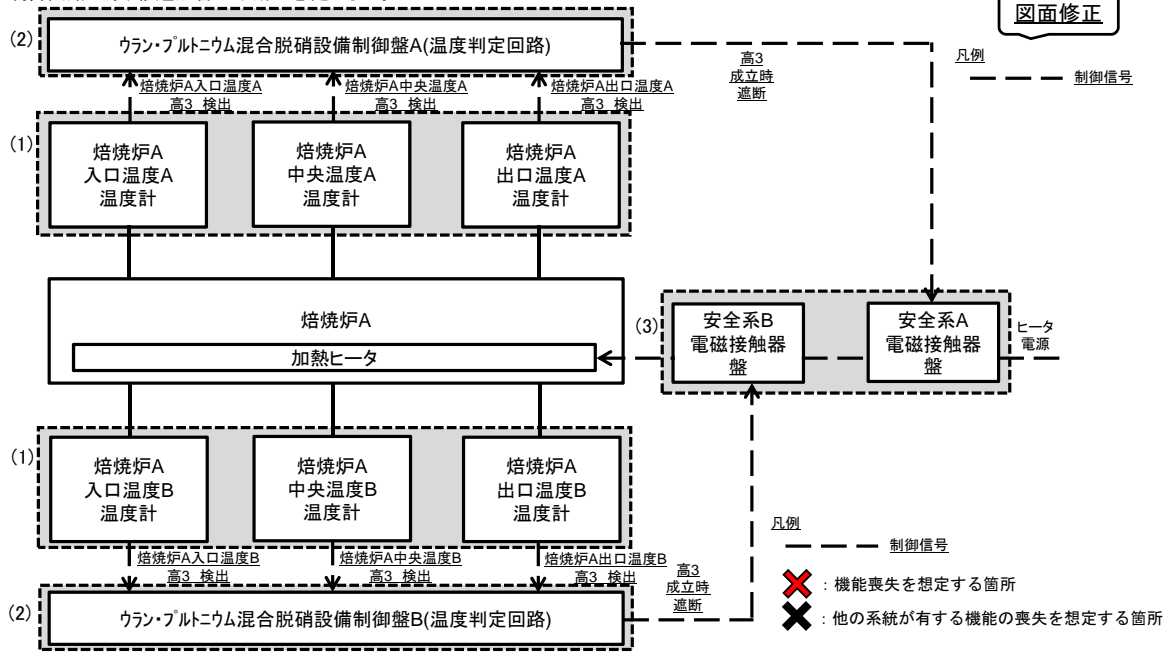 図面修正
(2)
ウラン・プルトニウム混合脱硝設備制御盤A(温度判定回路)
高3
成立時
遮断
凡例
制御信号
焙焼炉A入口温度A
高3 検出
焙焼炉A中央温度A
高3 検出
焙焼炉A出口温度A
高3 検出
(1)
焙焼炉A
入口温度A
温度計
焙焼炉A
中央温度A
温度計
焙焼炉A
出口温度A
温度計
焙焼炉A
加熱ヒータ
(3)
安全系B
電磁接触器
盤
安全系A
電磁接触器
盤
ヒータ
電源
(1)
焙焼炉A
入口温度B
温度計
焙焼炉A
中央温度B
温度計
焙焼炉A
出口温度B
温度計
焙焼炉A入口温度B
高3 検出
焙焼炉A中央温度B
高3 検出
焙焼炉A出口温度B
高3 検出
(2)
ウラン・プルトニウム混合脱硝設備制御盤B(温度判定回路)
高3
成立時
遮断
凡例
制御信号
：機能喪失を想定する箇所
：他の系統が有する機能の喪失を想定する箇所